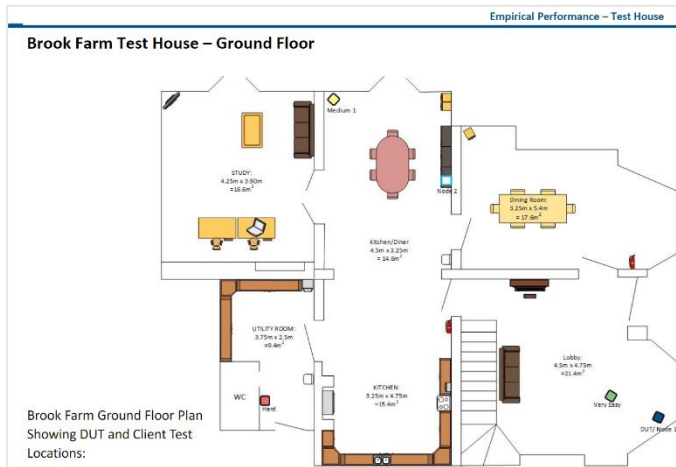 Empirical Performance – Test House
Brook Farm Test House – Ground Floor
Medium 1
STUDY:
4.25m x 3.90m
=16.6m²
Node 2
Dining Room:
3.25m x 5.4m
= 17.6m²
Kitchen/Diner
4.5m x 3.25m
= 14.6m²
UTILITY ROOM:
3.75m x 2.5m
=9.4m²
Lobby:
4.5m x 4.75m
=21.4m²
WC
Hard
KITCHEN
3.25m x 4.75m
=15.4m²
Very Easy
DUT/ Node 1
Brook Farm Ground Floor Plan
Showing DUT and Client Test
Locations: